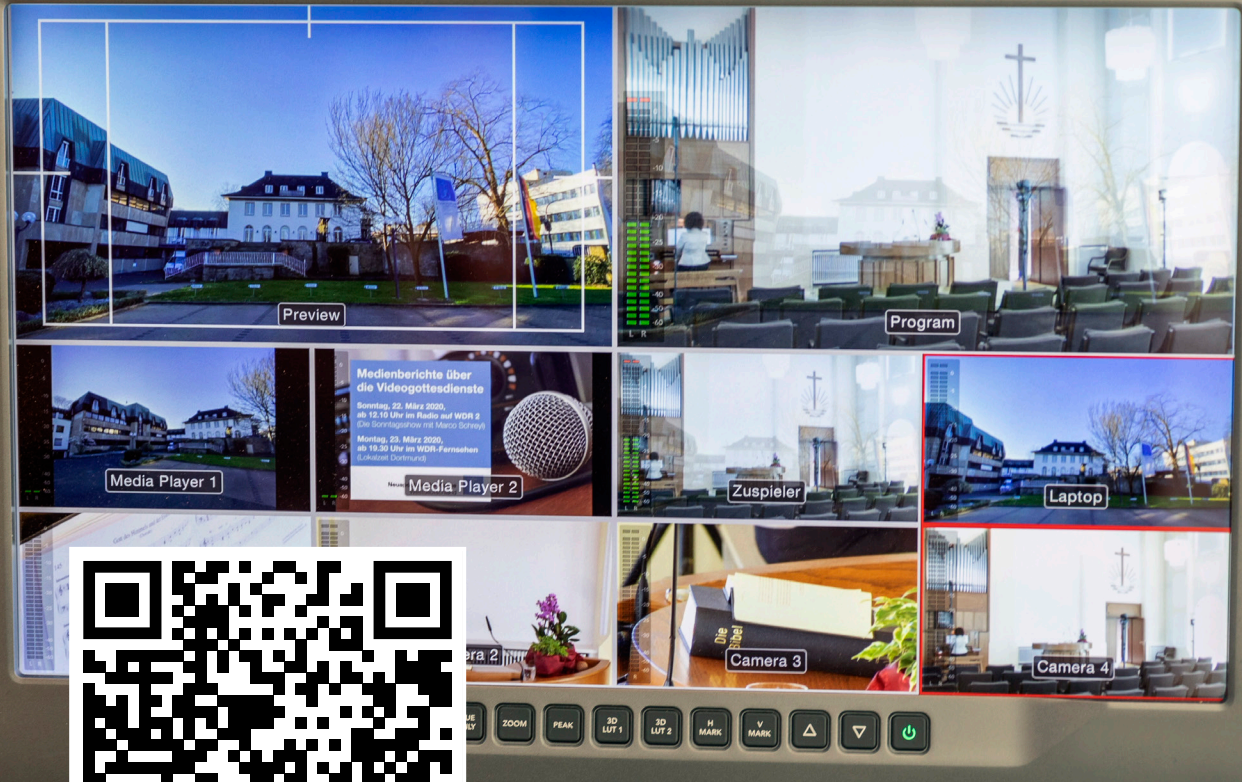 Preview
Program
L R
Medienberichte über
die Videogottesdienste
Sonntag, 22. März 2020,
ab 12.10 Uhr im Radio auf WDR 2
(Die Sonntagsshow mit Marco Schreyl)
Montag, 23. März 2020,
ab 19.30 Uhr im WDR-Fernsehen
(Lokalzeit Dortmund)
Media Player 1
Media Player 2
Zuspieler
Laptop
Die
Bibel
era 2
Camera 3
Camera 4
ZOOM
PEAK
3D
LUT 1
3D
LUT 2
H
MARK
V
MARK